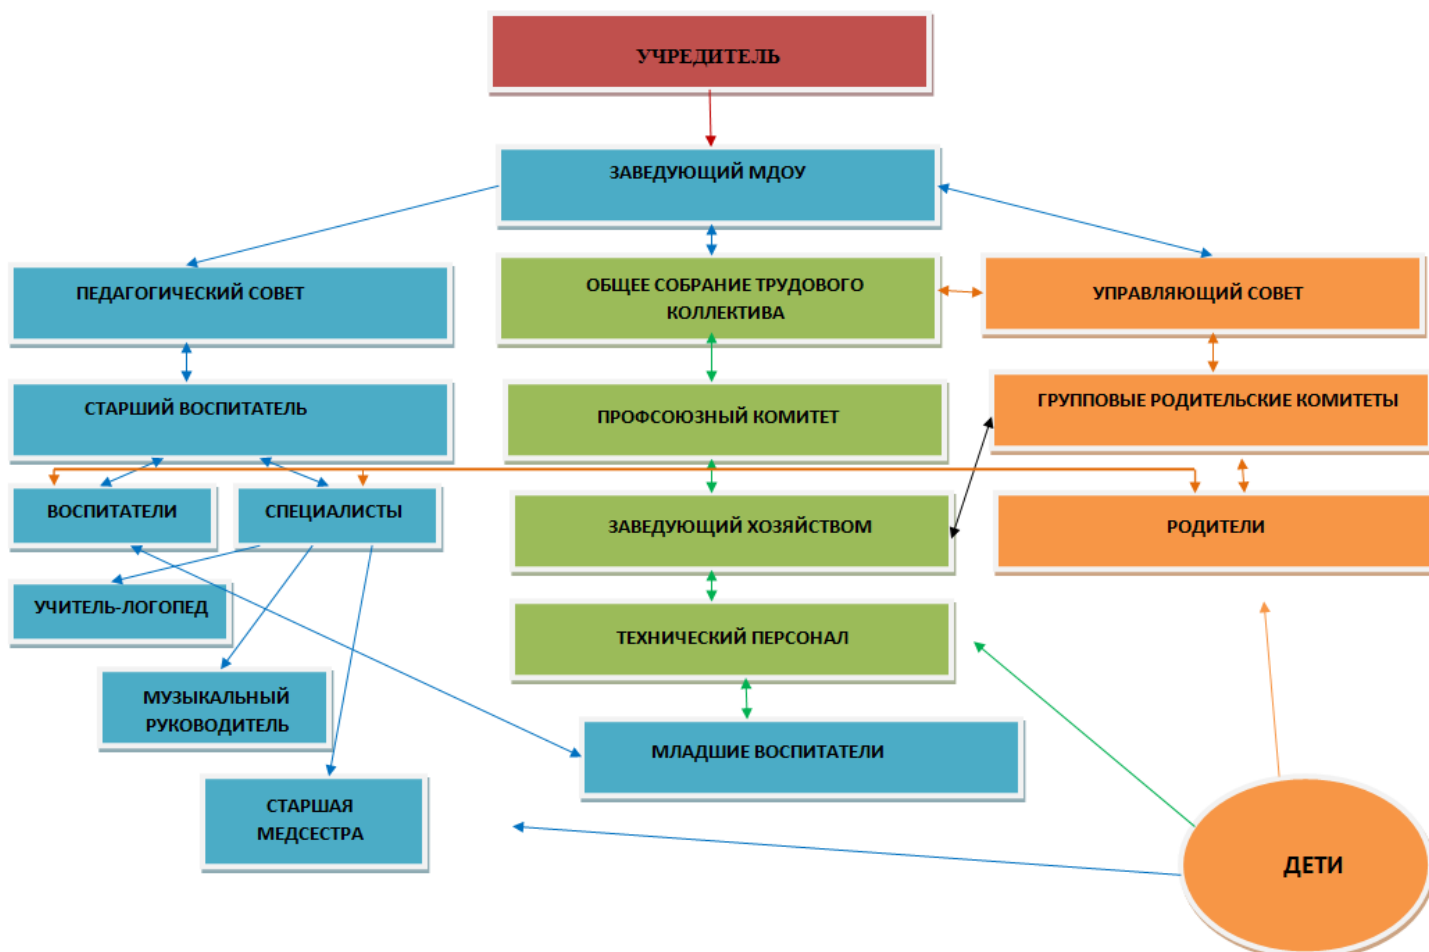 УЧРЕДИТЕЛЬ
ЗАВЕДУЮЩИЙ МДОУ
ПЕДАГОГИЧЕСКИЙ СОВЕТ
ОБЩЕЕ СОБРАНИЕ ТРУДОВОГО
КОЛЛЕКТИВА
УПРАВЛЯЮЩИЙ СОВЕТ
СТАРШИЙ ВОСПИТАТЕЛЬ
ПРОФСОЮЗНЫЙ КОМИТЕТ
ГРУППОВЫЕ РОДИТЕЛЬСКИЕ КОМИТЕТЫ
ВОСПИТАТЕЛИ
СПЕЦИАЛИСТЫ
ЗАВЕДУЮЩИЙ ХОЗЯЙСТВОМ
РОДИТЕЛИ
УЧИТЕЛЬ-ЛОГОПЕД
ТЕХНИЧЕСКИЙ ПЕРСОНАЛ
МУЗЫКАЛЬНЫЙ
РУКОВОДИТЕЛЬ
МЛАДШИЕ ВОСПИТАТЕЛИ
СТАРШАЯ
МЕДСЕСТРА
ДЕТИ